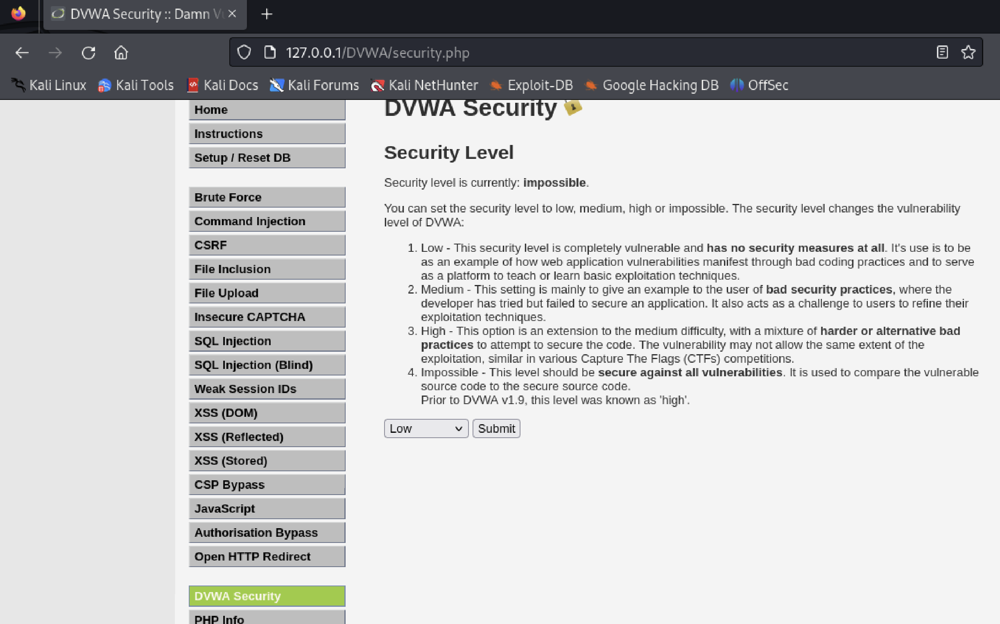 DVWA Security :: Damn Vu
127.0.0.1/DVWA/security.php
Kali Linux Kali Tools Kali Docs Kali Forums Kali NetHunter Exploit-DB Google Hacking DB OffSec
Home
Instructions
Setup / Reset DB
Brute Force
Command Injection
CSRF
File Inclusion
File Upload
Insecure CAPTCHA
SQL Injection
SQL Injection (Blind)
Weak Session IDs
XSS (DOM)
XSS (Reflected)
XSS (Stored)
CSP Bypass
JavaScript
Authorisation Bypass
Open HTTP Redirect
DVWA Security
PHP Info
DVWA Security
Security Level
Security level is currently: impossible.
You can set the security level to low, medium, high or impossible. The security level changes the vulnerability
level of DVWA:
1. Low - This security level is completely vulnerable and has no security measures at all. It's use is to be
as an example of how web application vulnerabilities manifest through bad coding practices and to serve
as a platform to teach or learn basic exploitation techniques.
2. Medium - This setting is mainly to give an example to the user of bad security practices, where the
developer has tried but failed to secure an application. It also acts as a challenge to users to refine their
exploitation techniques.
3. High - This option is an extension to the medium difficulty, with a mixture of harder or alternative bad
practices to attempt to secure the code. The vulnerability may not allow the same extent of the
exploitation, similar in various Capture The Flags (CTFs) competitions.
4. Impossible - This level should be secure against all vulnerabilities. It is used to compare the vulnerable
source code to the secure source code.
Prior to DVWA v1.9, this level was known as 'high'.
Low Submit